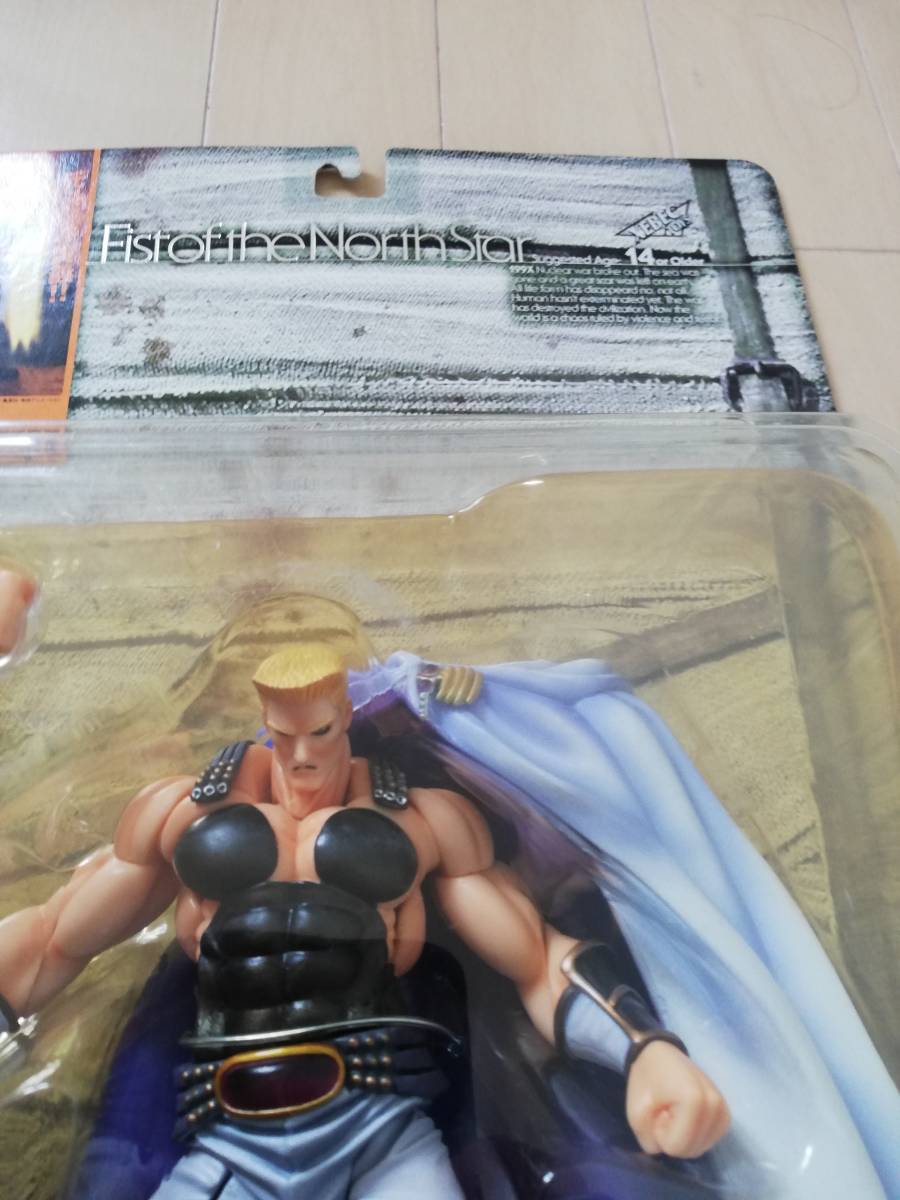 Fist of the North Star
XEBEC TOYS
Suggested Age: 14 or Older
199X Nuclear war broke out. The sea was
gone and a great scar was left on earth.
All life form has disappeared no, not all.
Human hasn't exterminated yet. The war
has destroyed the civilization. Now the
world is a chaos ruled by violence and